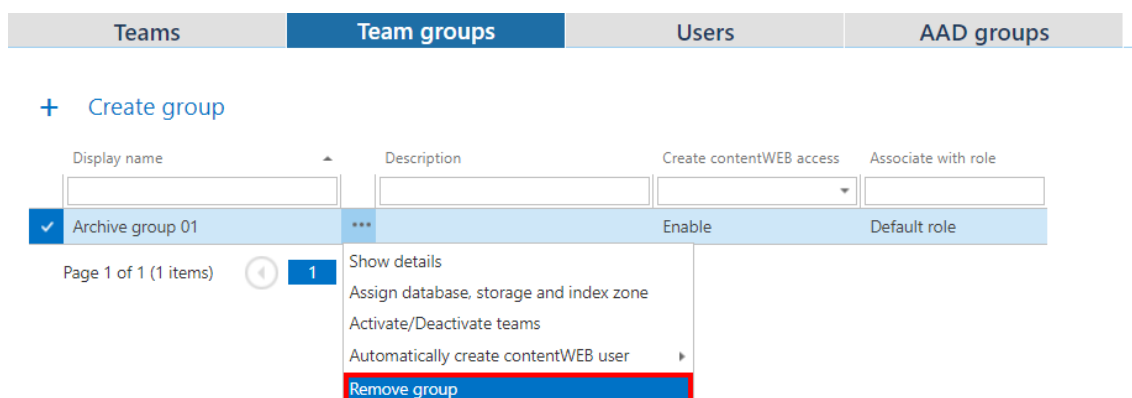 Teams Team groups Users AAD groups
+ Create group
Display name Description Create contentWEB access Associate with role
Archive group 01 ••• Enable Default role
Page 1 of 1 (1 items) 1
Show details
Assign database, storage and index zone
Activate/Deactivate teams
Automatically create contentWEB user
Remove group